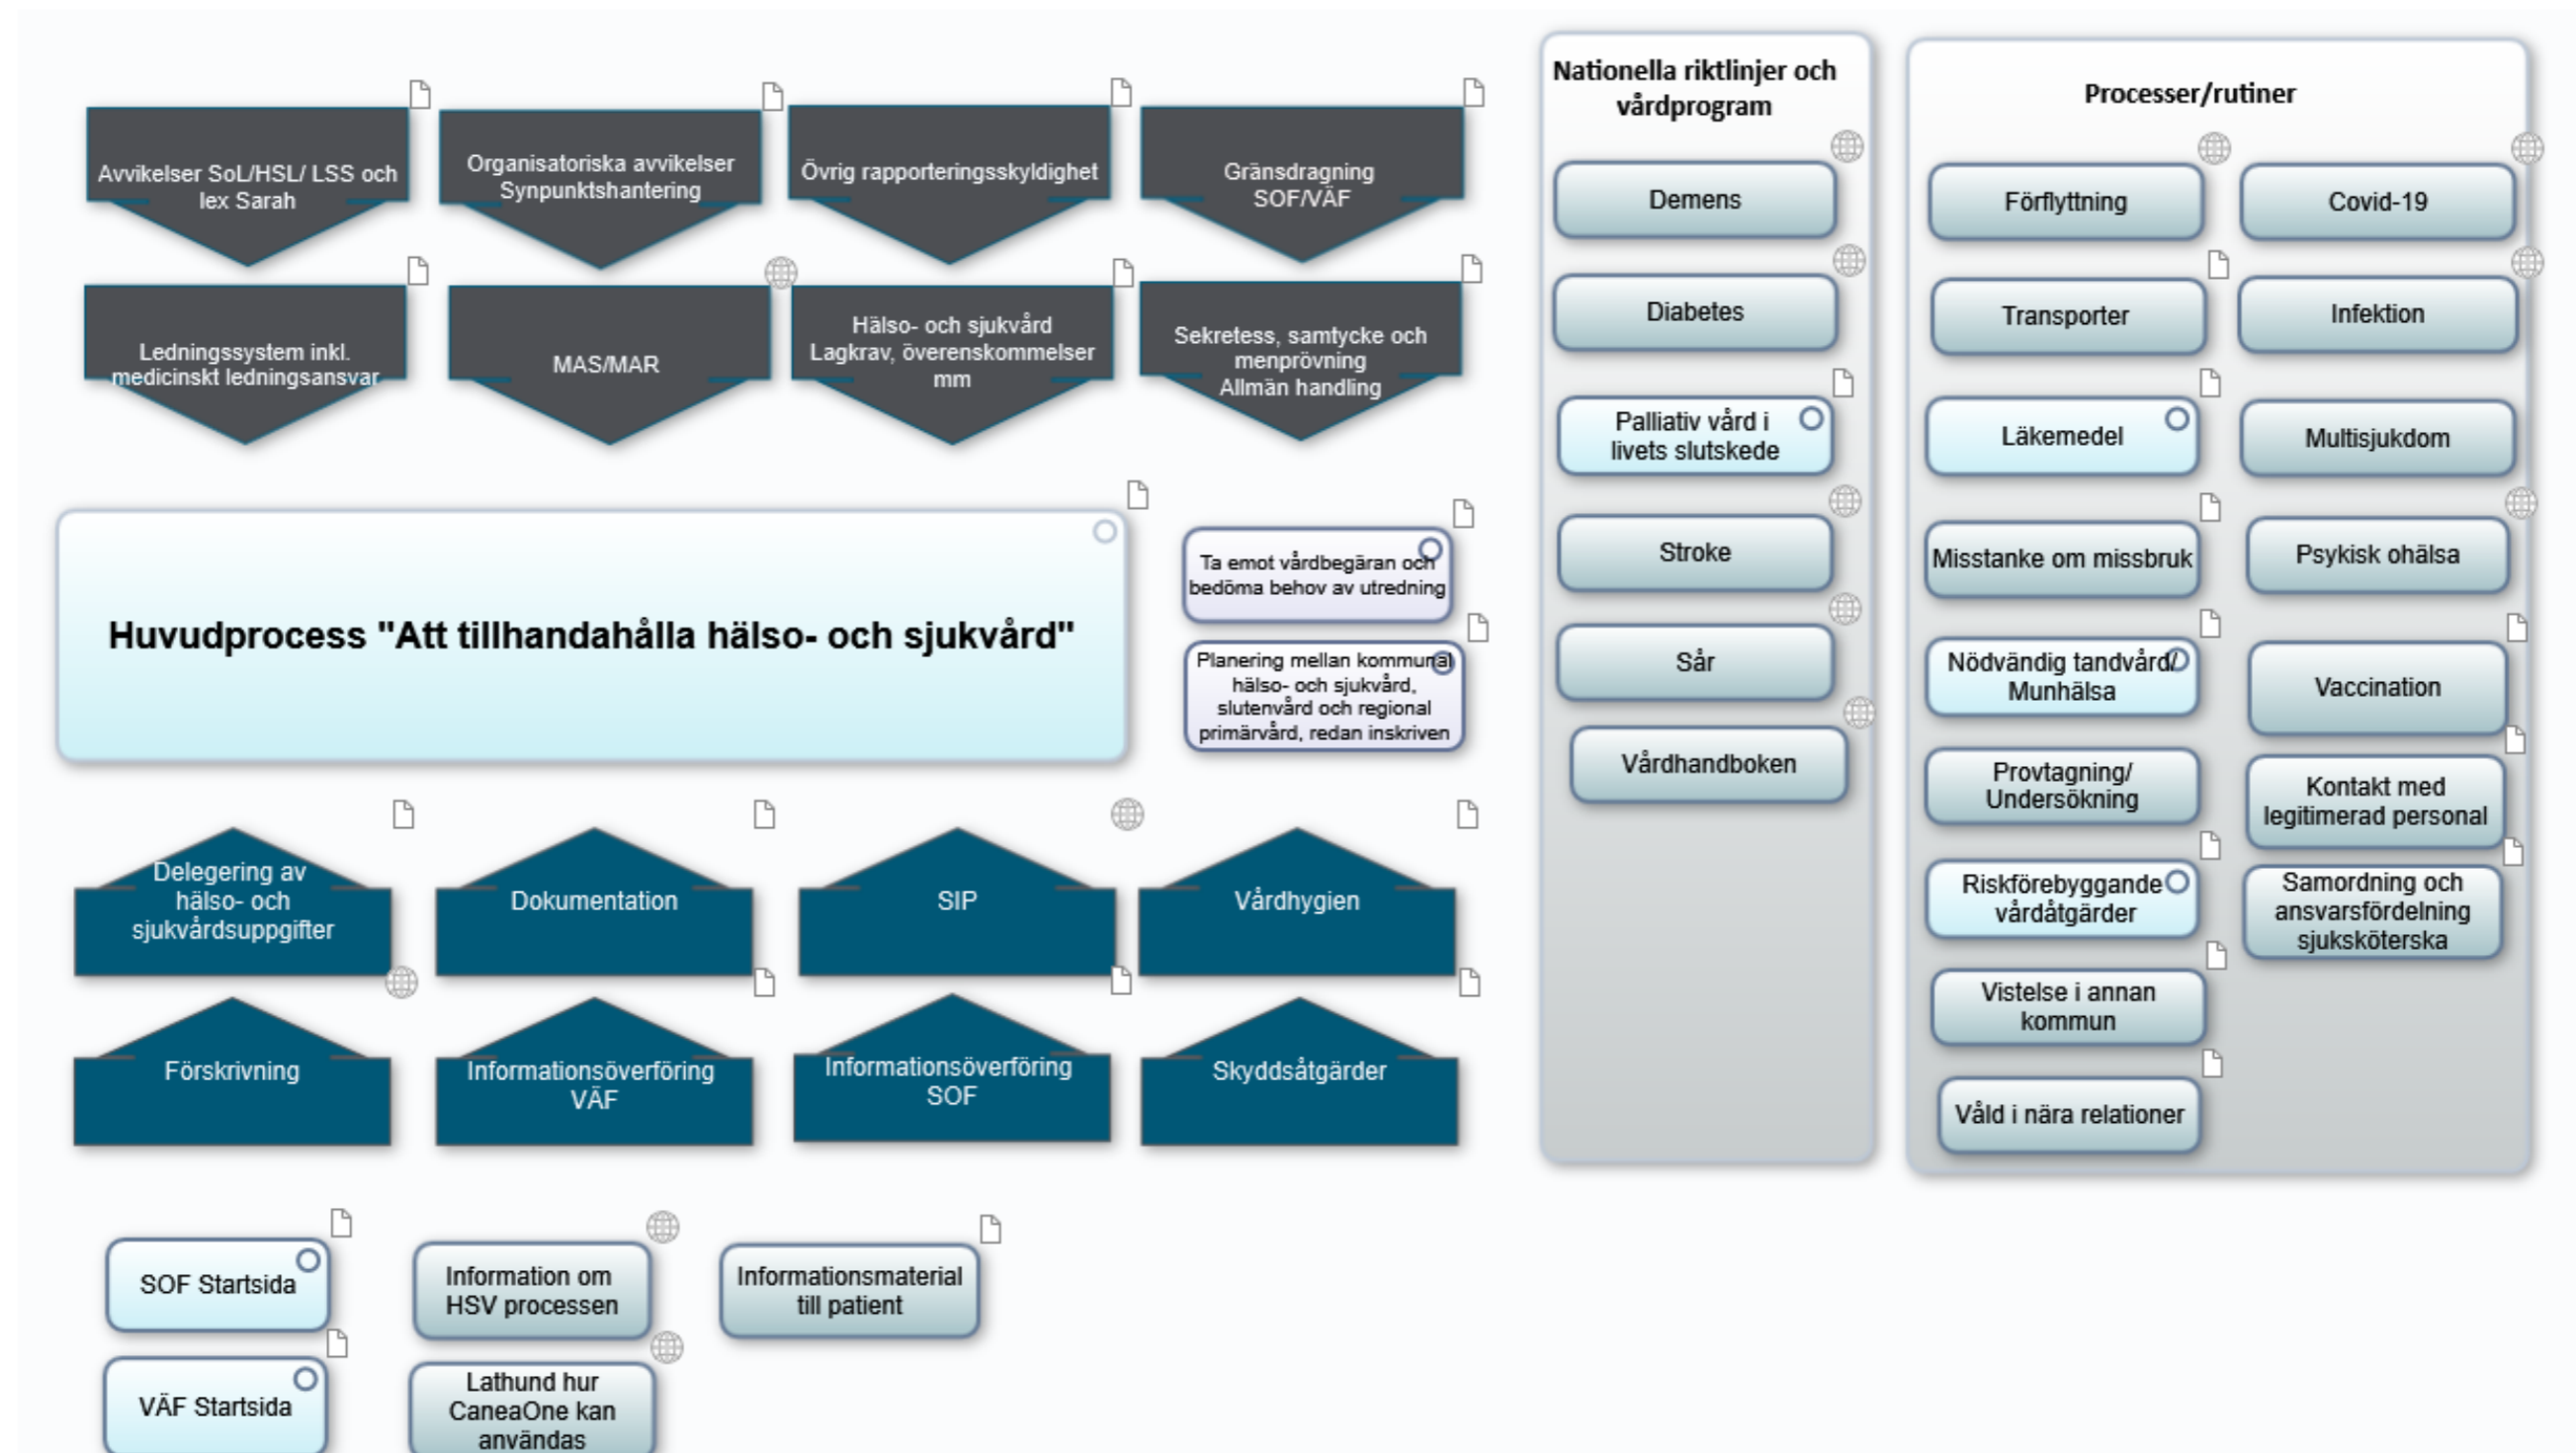 Avvikelser SoL/HSL/ LSS och
lex Sarah
Organisatoriska avvikelser
Synpunktshantering
Övrig rapporteringsskyldighet
Gränsdragning
SOF/VÄF
Ledningssystem inkl.
medicinskt ledningsansvar
MAS/MAR
Hälso- och sjukvård
Lagkrav, överenskommelser
mm
Sekretess, samtycke och
menprövning
Allmän handling
Huvudprocess "Att tillhandahålla hälso- och sjukvård"
Ta emot vårdbegäran och
bedöma behov av utredning
Planering mellan kommunal
hälso- och sjukvård,
slutenvård och regional
primärvård, redan inskriven
Delegering av
hälso- och
sjukvårdsuppgifter
Dokumentation
SIP
Vårdhygien
Förskrivning
Informationsöverföring
VÄF
Informationsöverföring
SOF
Skyddsåtgärder
SOF Startsida
Information om
HSV processen
Informationsmaterial
till patient
VÄF Startsida
Lathund hur
CaneaOne kan
användas
Nationella riktlinjer och
vårdprogram
Demens
Diabetes
Palliativ vård i
livets slutskede
Stroke
Sår
Vårdhandboken
Processer/rutiner
Förflyttning
Covid-19
Transporter
Infektion
Läkemedel
Multisjukdom
Misstanke om missbruk
Psykisk ohälsa
Nödvändig tandvård/
Munhälsa
Vaccination
Provtagning/
Undersökning
Kontakt med
legitimerad personal
Riskförebyggande
vårdåtgärder
Samordning och
ansvarsfördelning
sjuksköterska
Vistelse i annan
kommun
Våld i nära relationer